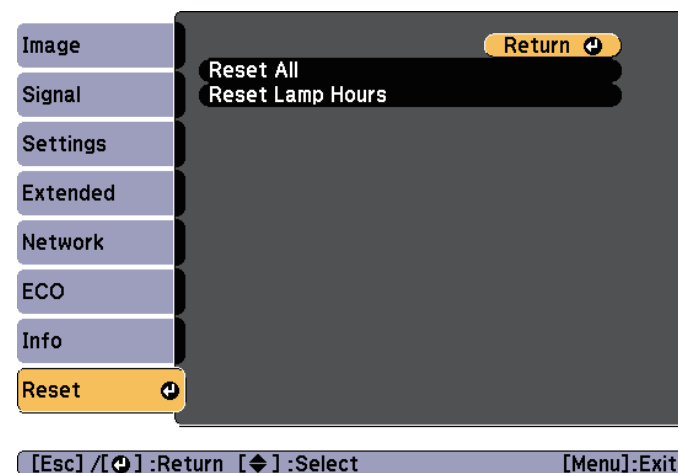 Image
Signal
Settings
Extended
Network
ECO
Info
Reset
Return
Reset All
Reset Lamp Hours
[Esc] /[ ] :Return [ ] :Select [Menu]:Exit